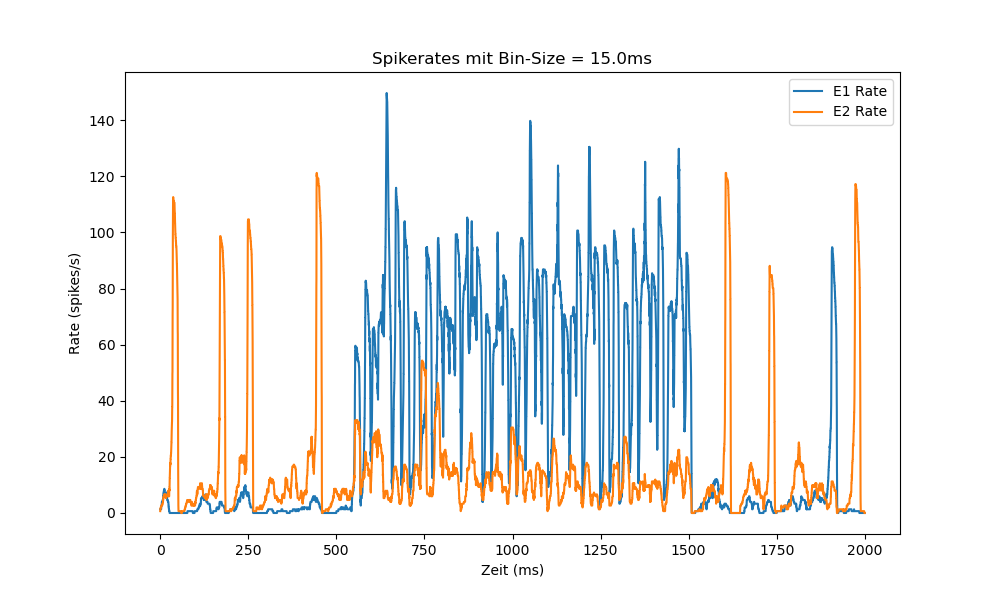 Spikerates mit Bin-Size = 15.0ms
E1 Rate
E2 Rate
140
120
100
80
60
40
20
0
Rate (spikes/s)
0 250 500 750 1000 1250 1500 1750 2000
Zeit (ms)